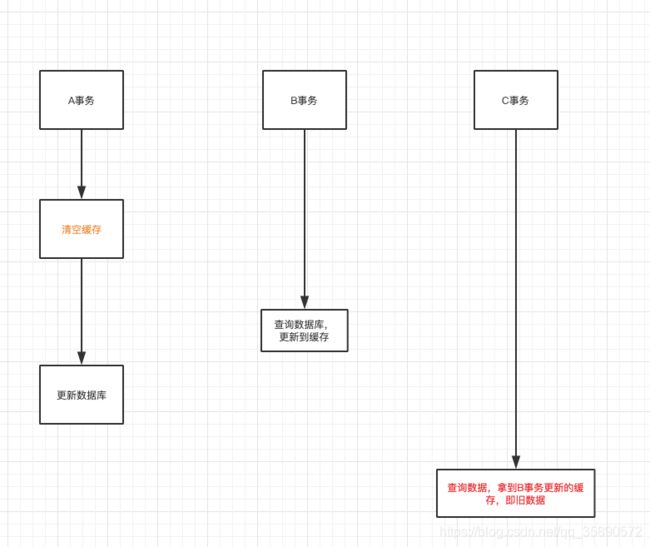 A事务
B事务
C事务
清空缓存
查询数据库，
更新到缓存
更新数据库
查询数据，拿到B事务更新的缓
存，即旧数据
https://blog.csdn.net/qq_35890572